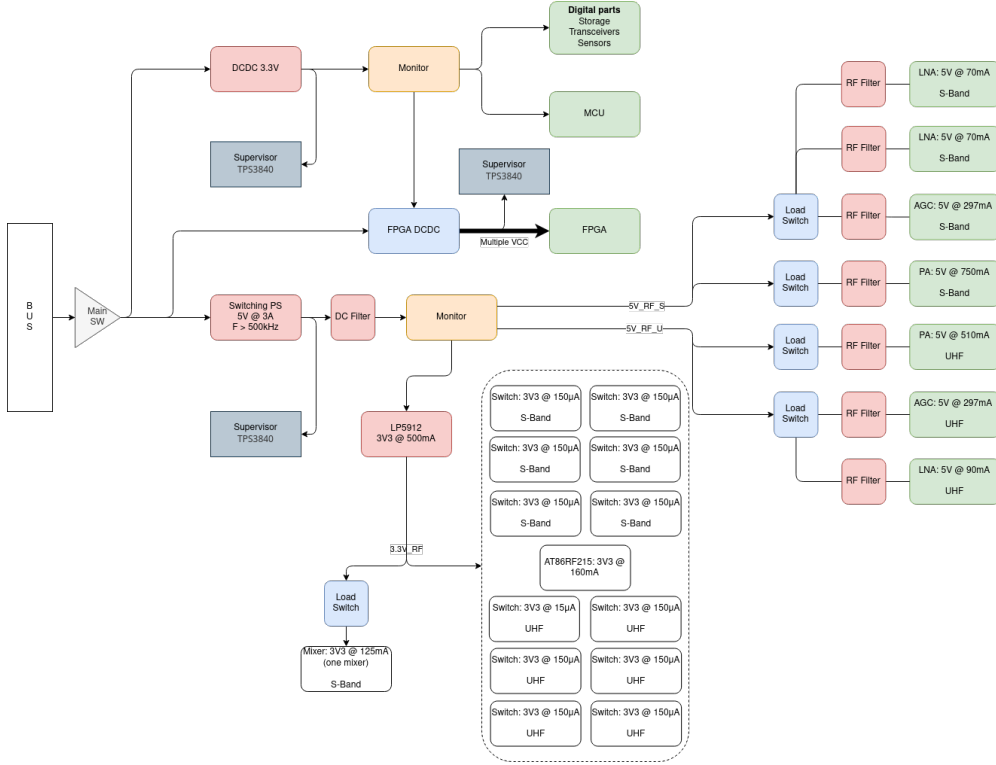 Digital parts
Storage
Transceivers
Sensors
DCDC 3.3V
Monitor
MCU
Supervisor
TPS3840
Supervisor
TPS3840
FPGA DCDC
Multiple VCC
FPGA
B
U
S
Main
SW
Switching PS
5V @ 3A
F > 500kHz
DC Filter
Monitor
5V_RF_S
5V_RF_U
Supervisor
TPS3840
LP5912
3V3 @ 500mA
3.3V_RF
Load
Switch
Mixer: 3V3 @ 125mA
(one mixer)
S-Band
Switch: 3V3 @ 150µA
S-Band
Switch: 3V3 @ 150µA
S-Band
Switch: 3V3 @ 150µA
S-Band
Switch: 3V3 @ 150µA
S-Band
Switch: 3V3 @ 150µA
S-Band
Switch: 3V3 @ 150µA
S-Band
AT86RF215: 3V3 @
160mA
Switch: 3V3 @ 15µA
UHF
Switch: 3V3 @ 150µA
UHF
Switch: 3V3 @ 150µA
UHF
Switch: 3V3 @ 150µA
UHF
Switch: 3V3 @ 150µA
UHF
Switch: 3V3 @ 150µA
UHF
RF Filter
LNA: 5V @ 70mA
S-Band
RF Filter
LNA: 5V @ 70mA
S-Band
Load
Switch
RF Filter
AGC: 5V @ 297mA
S-Band
Load
Switch
RF Filter
PA: 5V @ 750mA
S-Band
Load
Switch
RF Filter
PA: 5V @ 510mA
UHF
Load
Switch
RF Filter
AGC: 5V @ 297mA
UHF
RF Filter
LNA: 5V @ 90mA
UHF